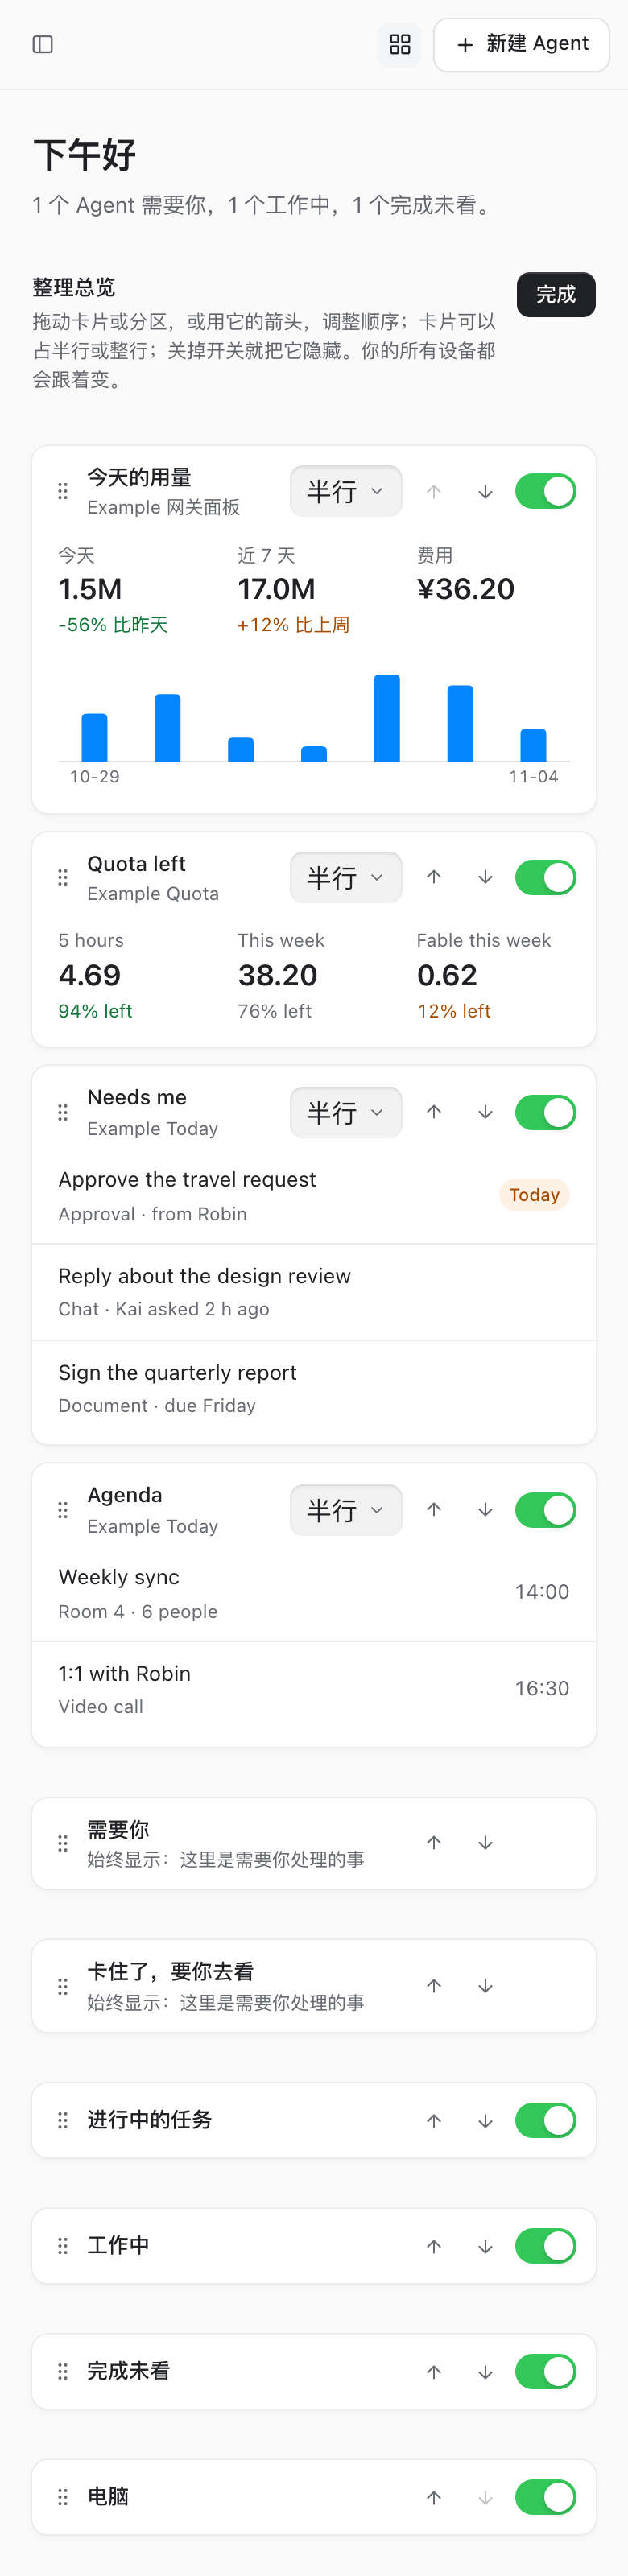 新建 Agent
下午好
1 个 Agent 需要你，1 个工作中，1 个完成未看。
整理总览
完成
拖动卡片或分区，或用它的箭头，调整顺序；卡片可以
占半行或整行；关掉开关就把它隐藏。你的所有设备都
会跟着变。
今天的用量
Example 网关面板
半行
今天
近 7 天
费用
1.5M
17.0M
¥36.20
-56% 比昨天
+12% 比上周
10-29
11-04
Quota left
Example Quota
半行
5 hours
This week
Fable this week
4.69
38.20
0.62
94% left
76% left
12% left
Needs me
Example Today
半行
Approve the travel request
Approval · from Robin
Today
Reply about the design review
Chat · Kai asked 2 h ago
Sign the quarterly report
Document · due Friday
Agenda
Example Today
半行
Weekly sync
Room 4 · 6 people
14:00
1:1 with Robin
Video call
16:30
需要你
始终显示：这里是需要你处理的事
卡住了，要你去看
始终显示：这里是需要你处理的事
进行中的任务
工作中
完成未看
电脑